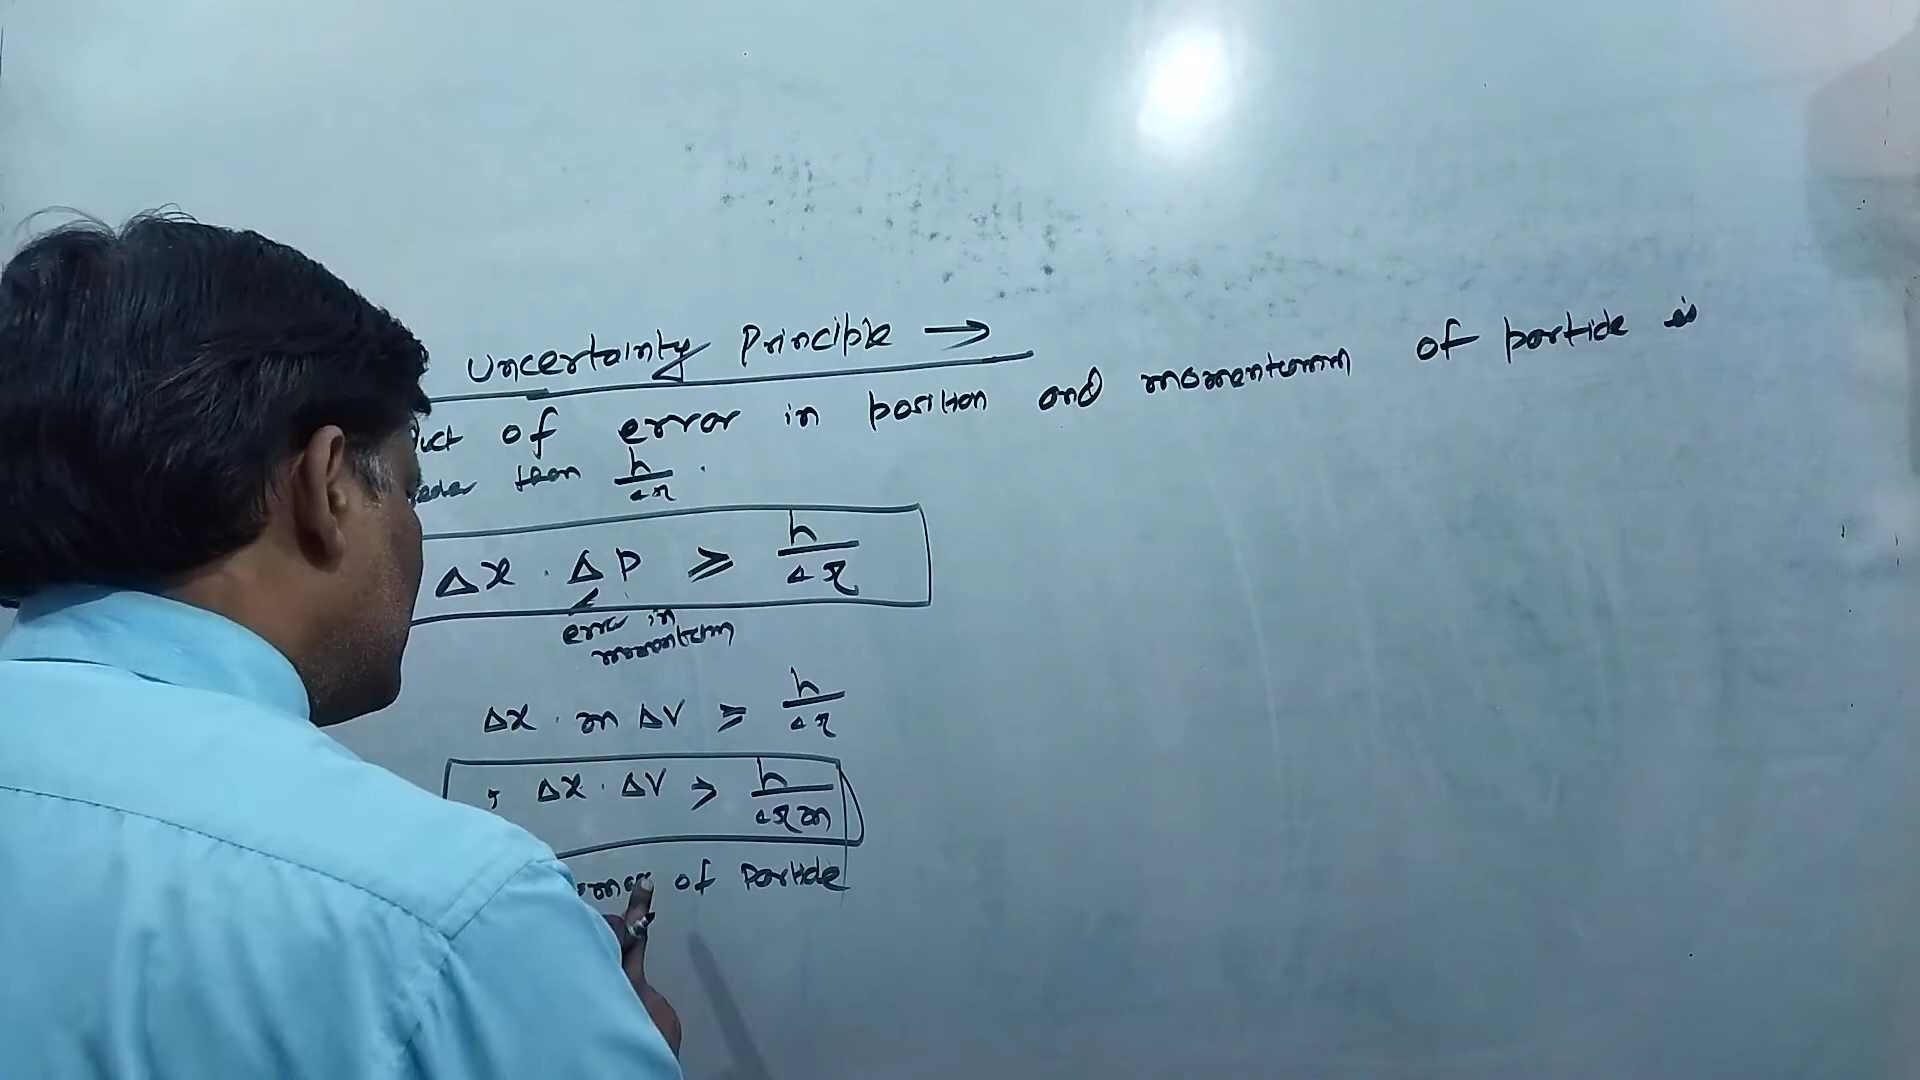 Uncertainty Principle →
of error in position and momentum of particle is
than h/4π .
Δx . Δp ≥ h/4π
error in
momentum
Δx . m ΔV = h/4π
Δx . ΔV ≥ h/4πm
of Particle